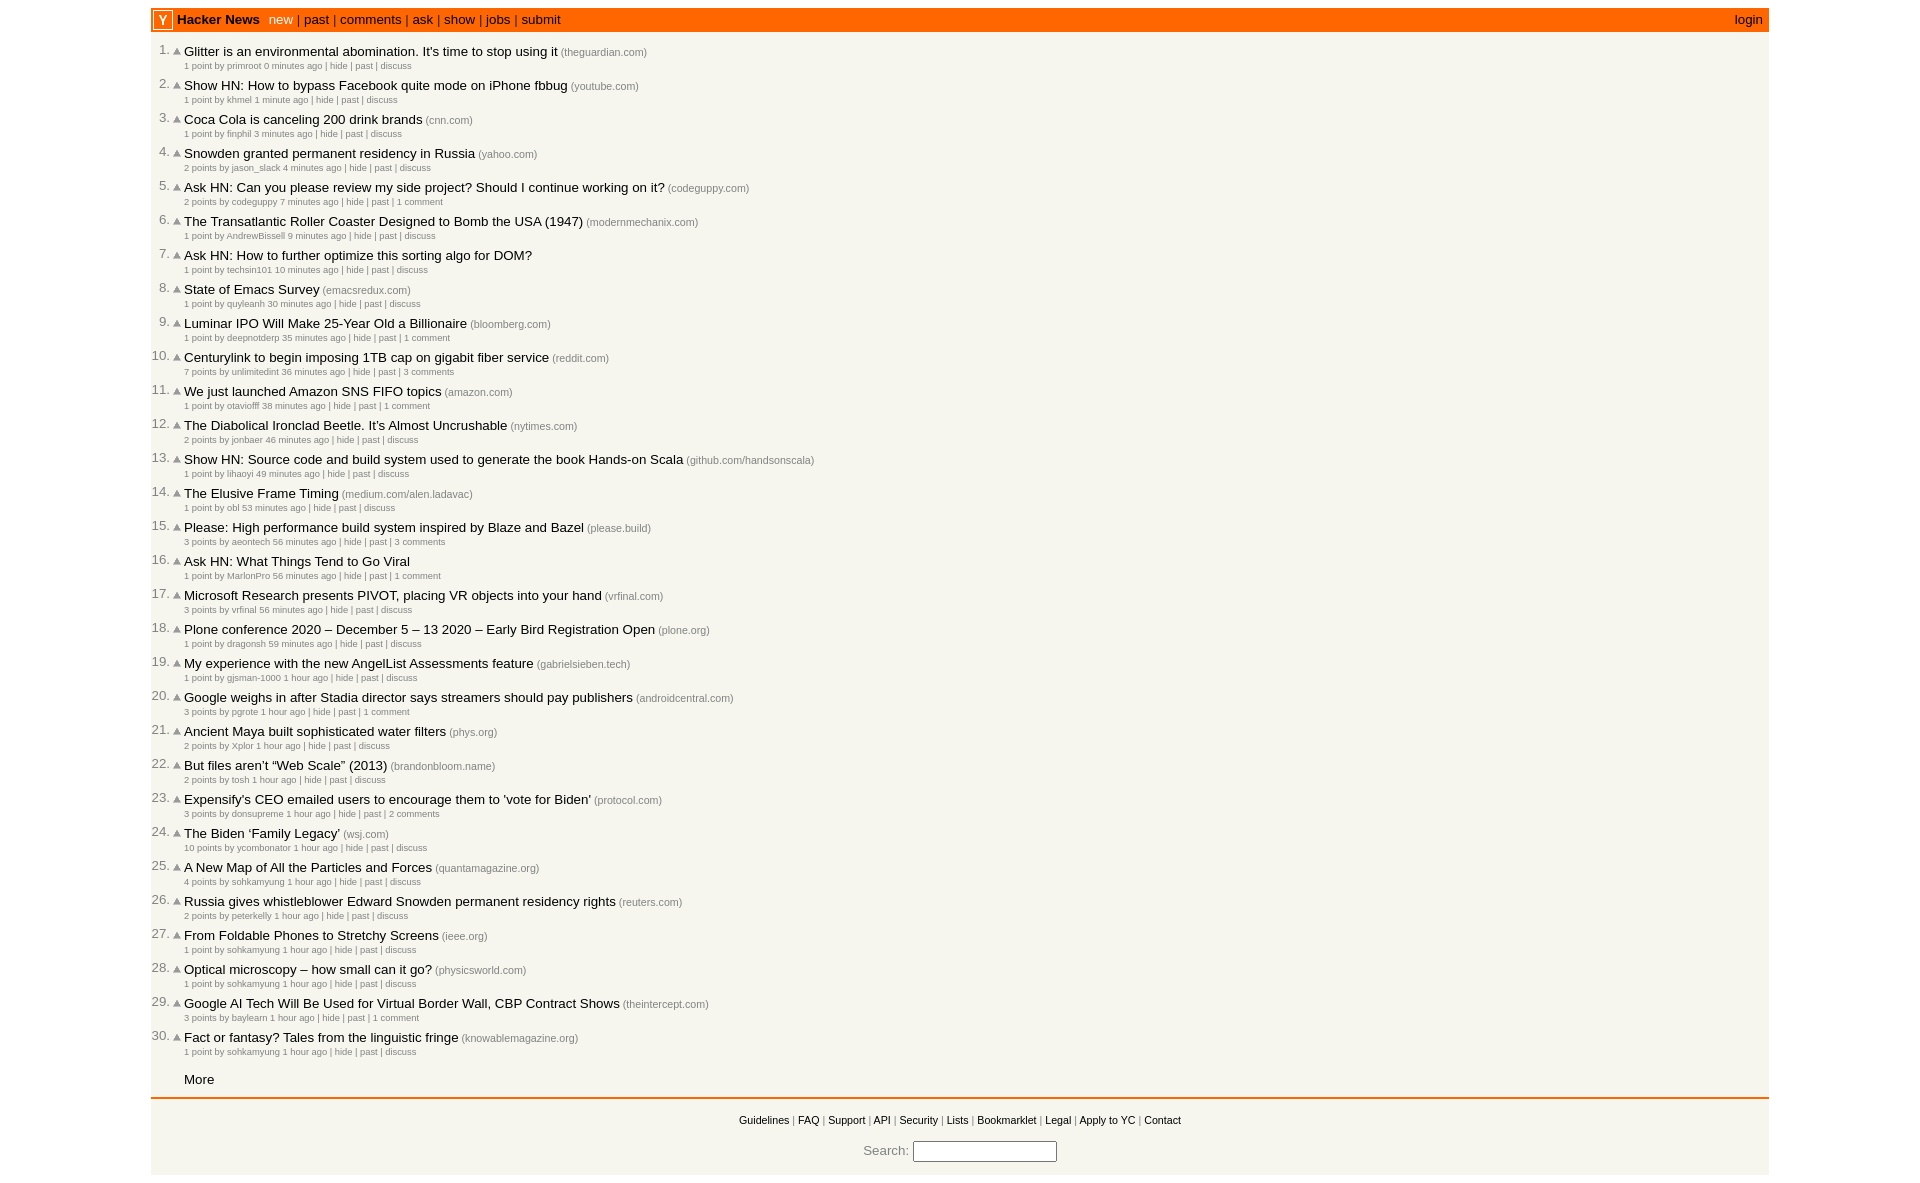 Y Hacker News new | past | comments | ask | show | jobs | submit login
1. Glitter is an environmental abomination. It's time to stop using it (theguardian.com)
1 point by primroot 0 minutes ago | hide | past | discuss
2. Show HN: How to bypass Facebook quite mode on iPhone fbbug (youtube.com)
1 point by khmel 1 minute ago | hide | past | discuss
3. Coca Cola is canceling 200 drink brands (cnn.com)
1 point by finphil 3 minutes ago | hide | past | discuss
4. Snowden granted permanent residency in Russia (yahoo.com)
2 points by jason_slack 4 minutes ago | hide | past | discuss
5. Ask HN: Can you please review my side project? Should I continue working on it? (codeguppy.com)
2 points by codeguppy 7 minutes ago | hide | past | 1 comment
6. The Transatlantic Roller Coaster Designed to Bomb the USA (1947) (modernmechanix.com)
1 point by AndrewBissell 9 minutes ago | hide | past | discuss
7. Ask HN: How to further optimize this sorting algo for DOM?
1 point by techsin101 10 minutes ago | hide | past | discuss
8. State of Emacs Survey (emacsredux.com)
1 point by quyleanh 30 minutes ago | hide | past | discuss
9. Luminar IPO Will Make 25-Year Old a Billionaire (bloomberg.com)
1 point by deepnotderp 35 minutes ago | hide | past | 1 comment
10. Centurylink to begin imposing 1TB cap on gigabit fiber service (reddit.com)
7 points by unlimitedint 36 minutes ago | hide | past | 3 comments
11. We just launched Amazon SNS FIFO topics (amazon.com)
1 point by otaviofff 38 minutes ago | hide | past | 1 comment
12. The Diabolical Ironclad Beetle. It’s Almost Uncrushable (nytimes.com)
2 points by jonbaer 46 minutes ago | hide | past | discuss
13. Show HN: Source code and build system used to generate the book Hands-on Scala (github.com/handsonscala)
1 point by lihaoyi 49 minutes ago | hide | past | discuss
14. The Elusive Frame Timing (medium.com/alen.ladavac)
1 point by obl 53 minutes ago | hide | past | discuss
15. Please: High performance build system inspired by Blaze and Bazel (please.build)
3 points by aeontech 56 minutes ago | hide | past | 3 comments
16. Ask HN: What Things Tend to Go Viral
1 point by MarlonPro 56 minutes ago | hide | past | 1 comment
17. Microsoft Research presents PIVOT, placing VR objects into your hand (vrfinal.com)
3 points by vrfinal 56 minutes ago | hide | past | discuss
18. Plone conference 2020 – December 5 – 13 2020 – Early Bird Registration Open (plone.org)
1 point by dragonsh 59 minutes ago | hide | past | discuss
19. My experience with the new AngelList Assessments feature (gabrielsieben.tech)
1 point by gjsman-1000 1 hour ago | hide | past | discuss
20. Google weighs in after Stadia director says streamers should pay publishers (androidcentral.com)
3 points by pgrote 1 hour ago | hide | past | 1 comment
21. Ancient Maya built sophisticated water filters (phys.org)
2 points by Xplor 1 hour ago | hide | past | discuss
22. But files aren’t “Web Scale” (2013) (brandonbloom.name)
2 points by tosh 1 hour ago | hide | past | discuss
23. Expensify's CEO emailed users to encourage them to 'vote for Biden' (protocol.com)
3 points by donsupreme 1 hour ago | hide | past | 2 comments
24. The Biden ‘Family Legacy’ (wsj.com)
10 points by ycombonator 1 hour ago | hide | past | discuss
25. A New Map of All the Particles and Forces (quantamagazine.org)
4 points by sohkamyung 1 hour ago | hide | past | discuss
26. Russia gives whistleblower Edward Snowden permanent residency rights (reuters.com)
2 points by peterkelly 1 hour ago | hide | past | discuss
27. From Foldable Phones to Stretchy Screens (ieee.org)
1 point by sohkamyung 1 hour ago | hide | past | discuss
28. Optical microscopy – how small can it go? (physicsworld.com)
1 point by sohkamyung 1 hour ago | hide | past | discuss
29. Google AI Tech Will Be Used for Virtual Border Wall, CBP Contract Shows (theintercept.com)
3 points by baylearn 1 hour ago | hide | past | 1 comment
30. Fact or fantasy? Tales from the linguistic fringe (knowablemagazine.org)
1 point by sohkamyung 1 hour ago | hide | past | discuss
More
Guidelines | FAQ | Support | API | Security | Lists | Bookmarklet | Legal | Apply to YC | Contact
Search: